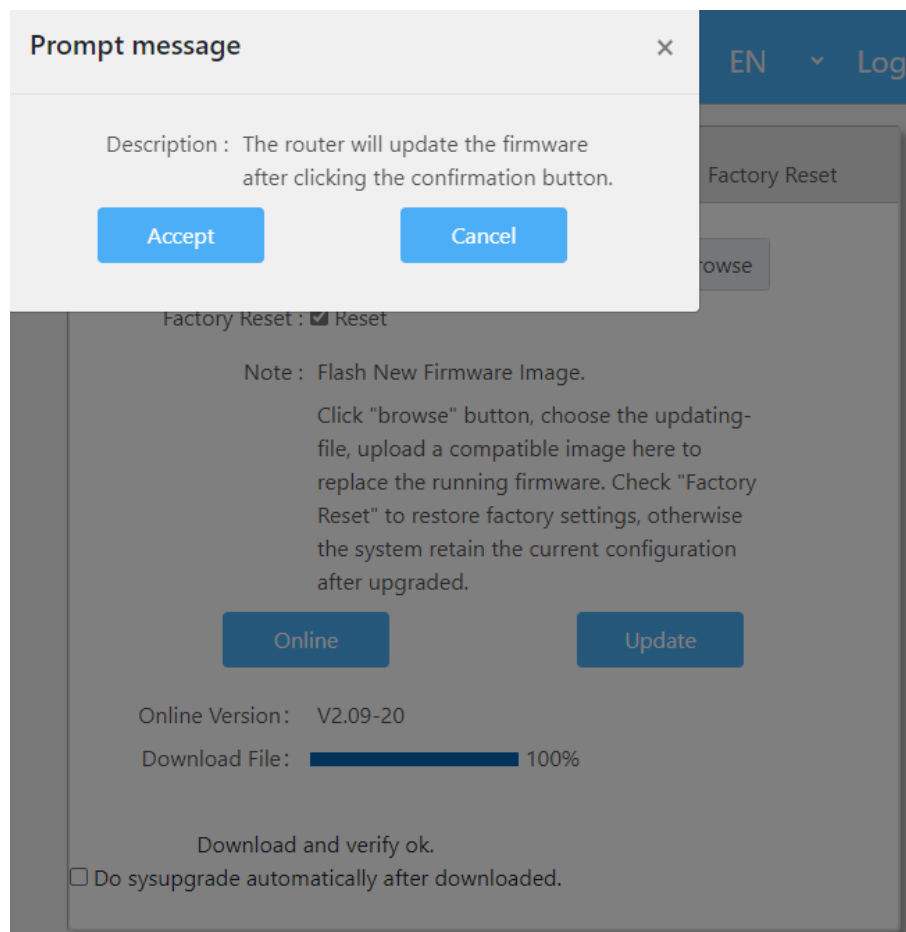 Prompt message ×
EN Log
Description : The router will update the firmware
after clicking the confirmation button.
Accept Cancel
Factory Reset
rowse
Factory Reset : Reset
Note : Flash New Firmware Image.
Click "browse" button, choose the updating-
file, upload a compatible image here to
replace the running firmware. Check "Factory
Reset" to restore factory settings, otherwise
the system retain the current configuration
after upgraded.
Online Update
Online Version: V2.09-20
Download File: 100%
Download and verify ok.
Do sysupgrade automatically after downloaded.